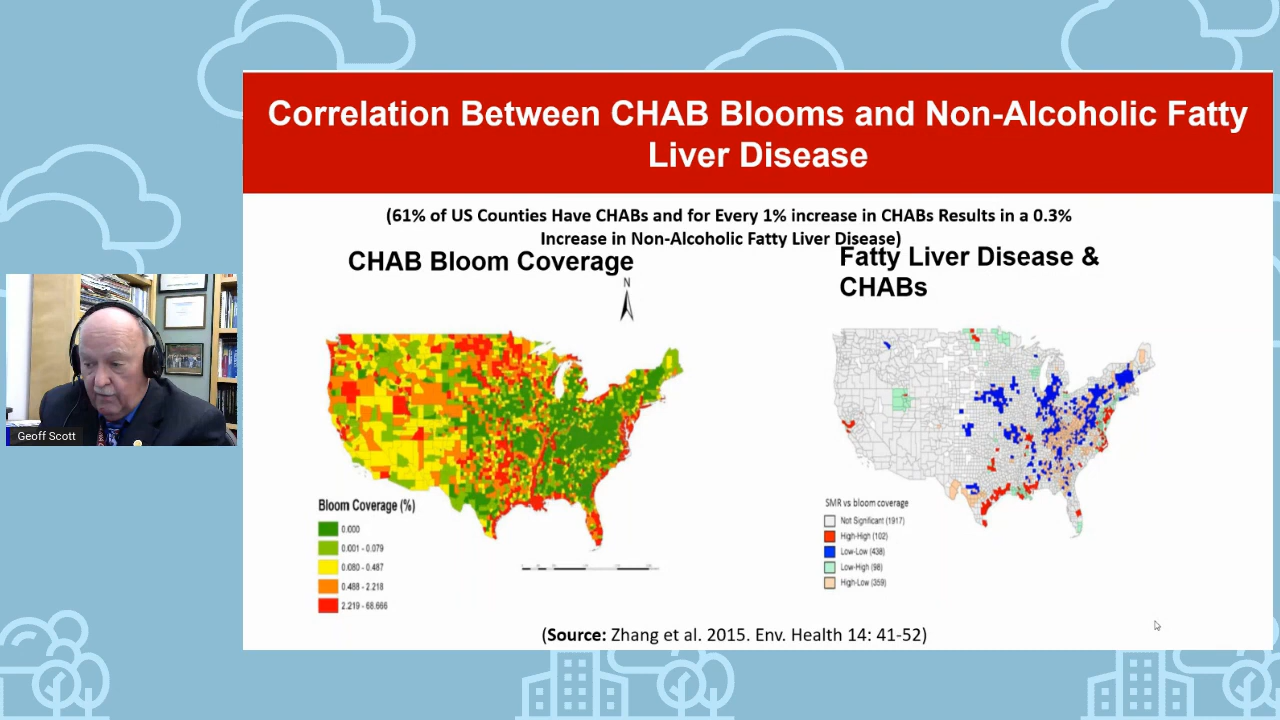 Correlation Between CHAB Blooms and Non-Alcoholic Fatty
Liver Disease
(61% of US Counties Have CHABs and for Every 1% increase in CHABs Results in a 0.3%
Increase in Non-Alcoholic Fatty Liver Disease)
CHAB Bloom Coverage
N
Bloom Coverage (%)
0.000
0.001 - 0.079
0.080 - 0.487
0.488 - 2.218
2.219 - 68.666
Fatty Liver Disease &
CHABs
SMR vs bloom coverage
Not Significant (1917)
High-High (102)
Low-Low (438)
Low-High (98)
High-Low (359)
(Source: Zhang et al. 2015. Env. Health 14: 41-52)
Geoff Scott